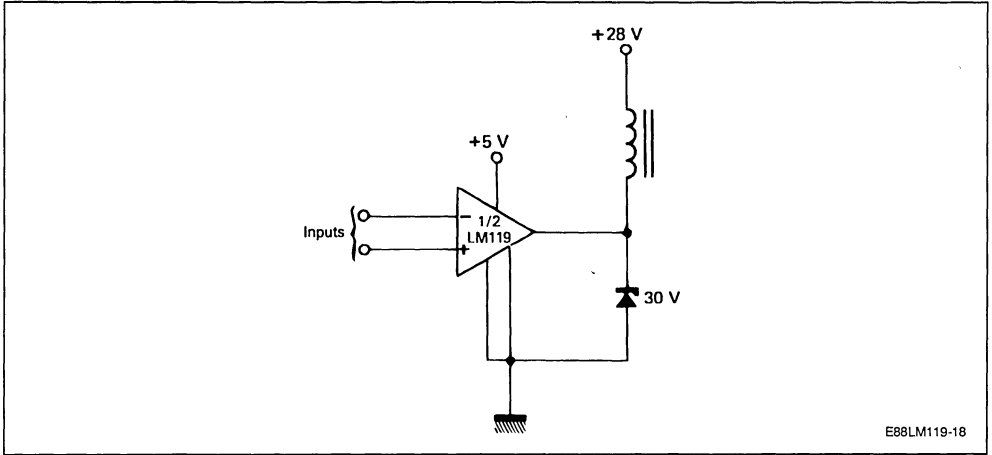 +28 V
+5 V
Inputs
−
1/2
LM119
+
30 V
E88LM119-18